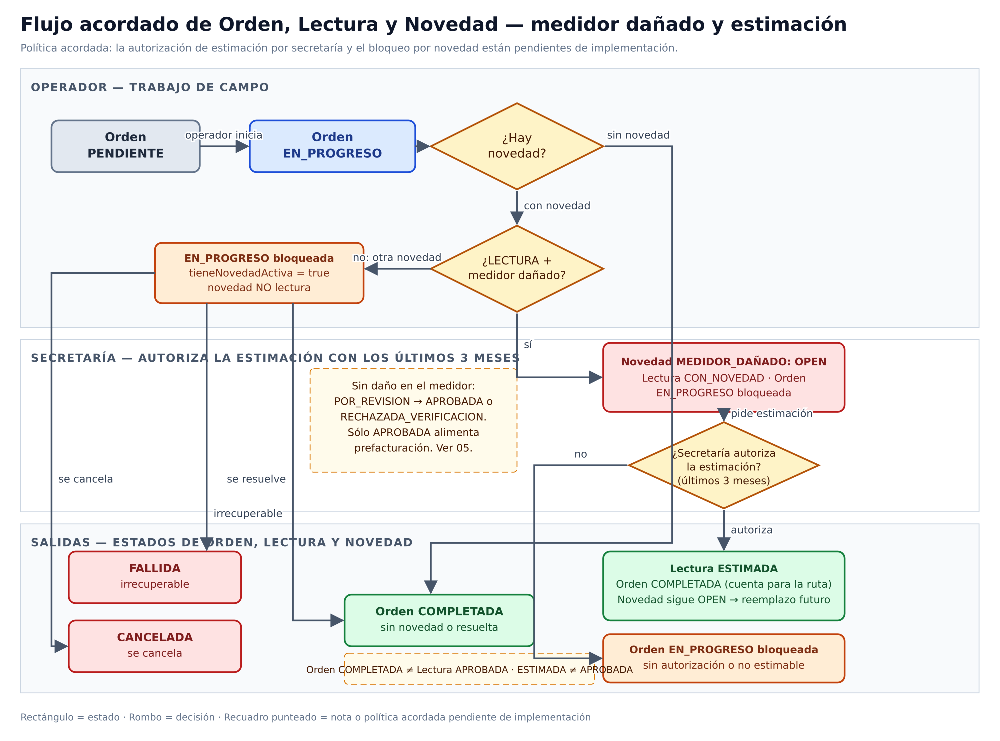 Flujo acordado de Orden, Lectura y Novedad — medidor dañado y estimación
Política acordada: la autorización de estimación por secretaría y el bloqueo por novedad están pendientes de implementación.
OPERADOR — TRABAJO DE CAMPO
Orden
PENDIENTE
operador inicia
Orden
EN_PROGRESO
¿Hay
novedad?
sin novedad
con novedad
EN_PROGRESO bloqueada
tieneNovedadActiva = true
novedad NO lectura
no: otra novedad
¿LECTURA +
medidor dañado?
sí
SECRETARÍA — AUTORIZA LA ESTIMACIÓN CON LOS ÚLTIMOS 3 MESES
Novedad MEDIDOR_DAÑADO: OPEN
Lectura CON_NOVEDAD · Orden
EN_PROGRESO bloqueada
Sin daño en el medidor:
POR_REVISION → APROBADA o
RECHAZADA_VERIFICACION.
Sólo APROBADA alimenta
prefacturación. Ver 05.
pide estimación
no
¿Secretaría autoriza
la estimación?
(últimos 3 meses)
se cancela
se resuelve
irrecuperable
autoriza
SALIDAS — ESTADOS DE ORDEN, LECTURA Y NOVEDAD
FALLIDA
irrecuperable
Lectura ESTIMADA
Orden COMPLETADA (cuenta para la ruta)
Novedad sigue OPEN → reemplazo futuro
Orden COMPLETADA
sin novedad o resuelta
CANCELADA
se cancela
Orden EN_PROGRESO bloqueada
sin autorización o no estimable
Orden COMPLETADA ≠ Lectura APROBADA · ESTIMADA ≠ APROBADA
Rectángulo = estado · Rombo = decisión · Recuadro punteado = nota o política acordada pendiente de implementación